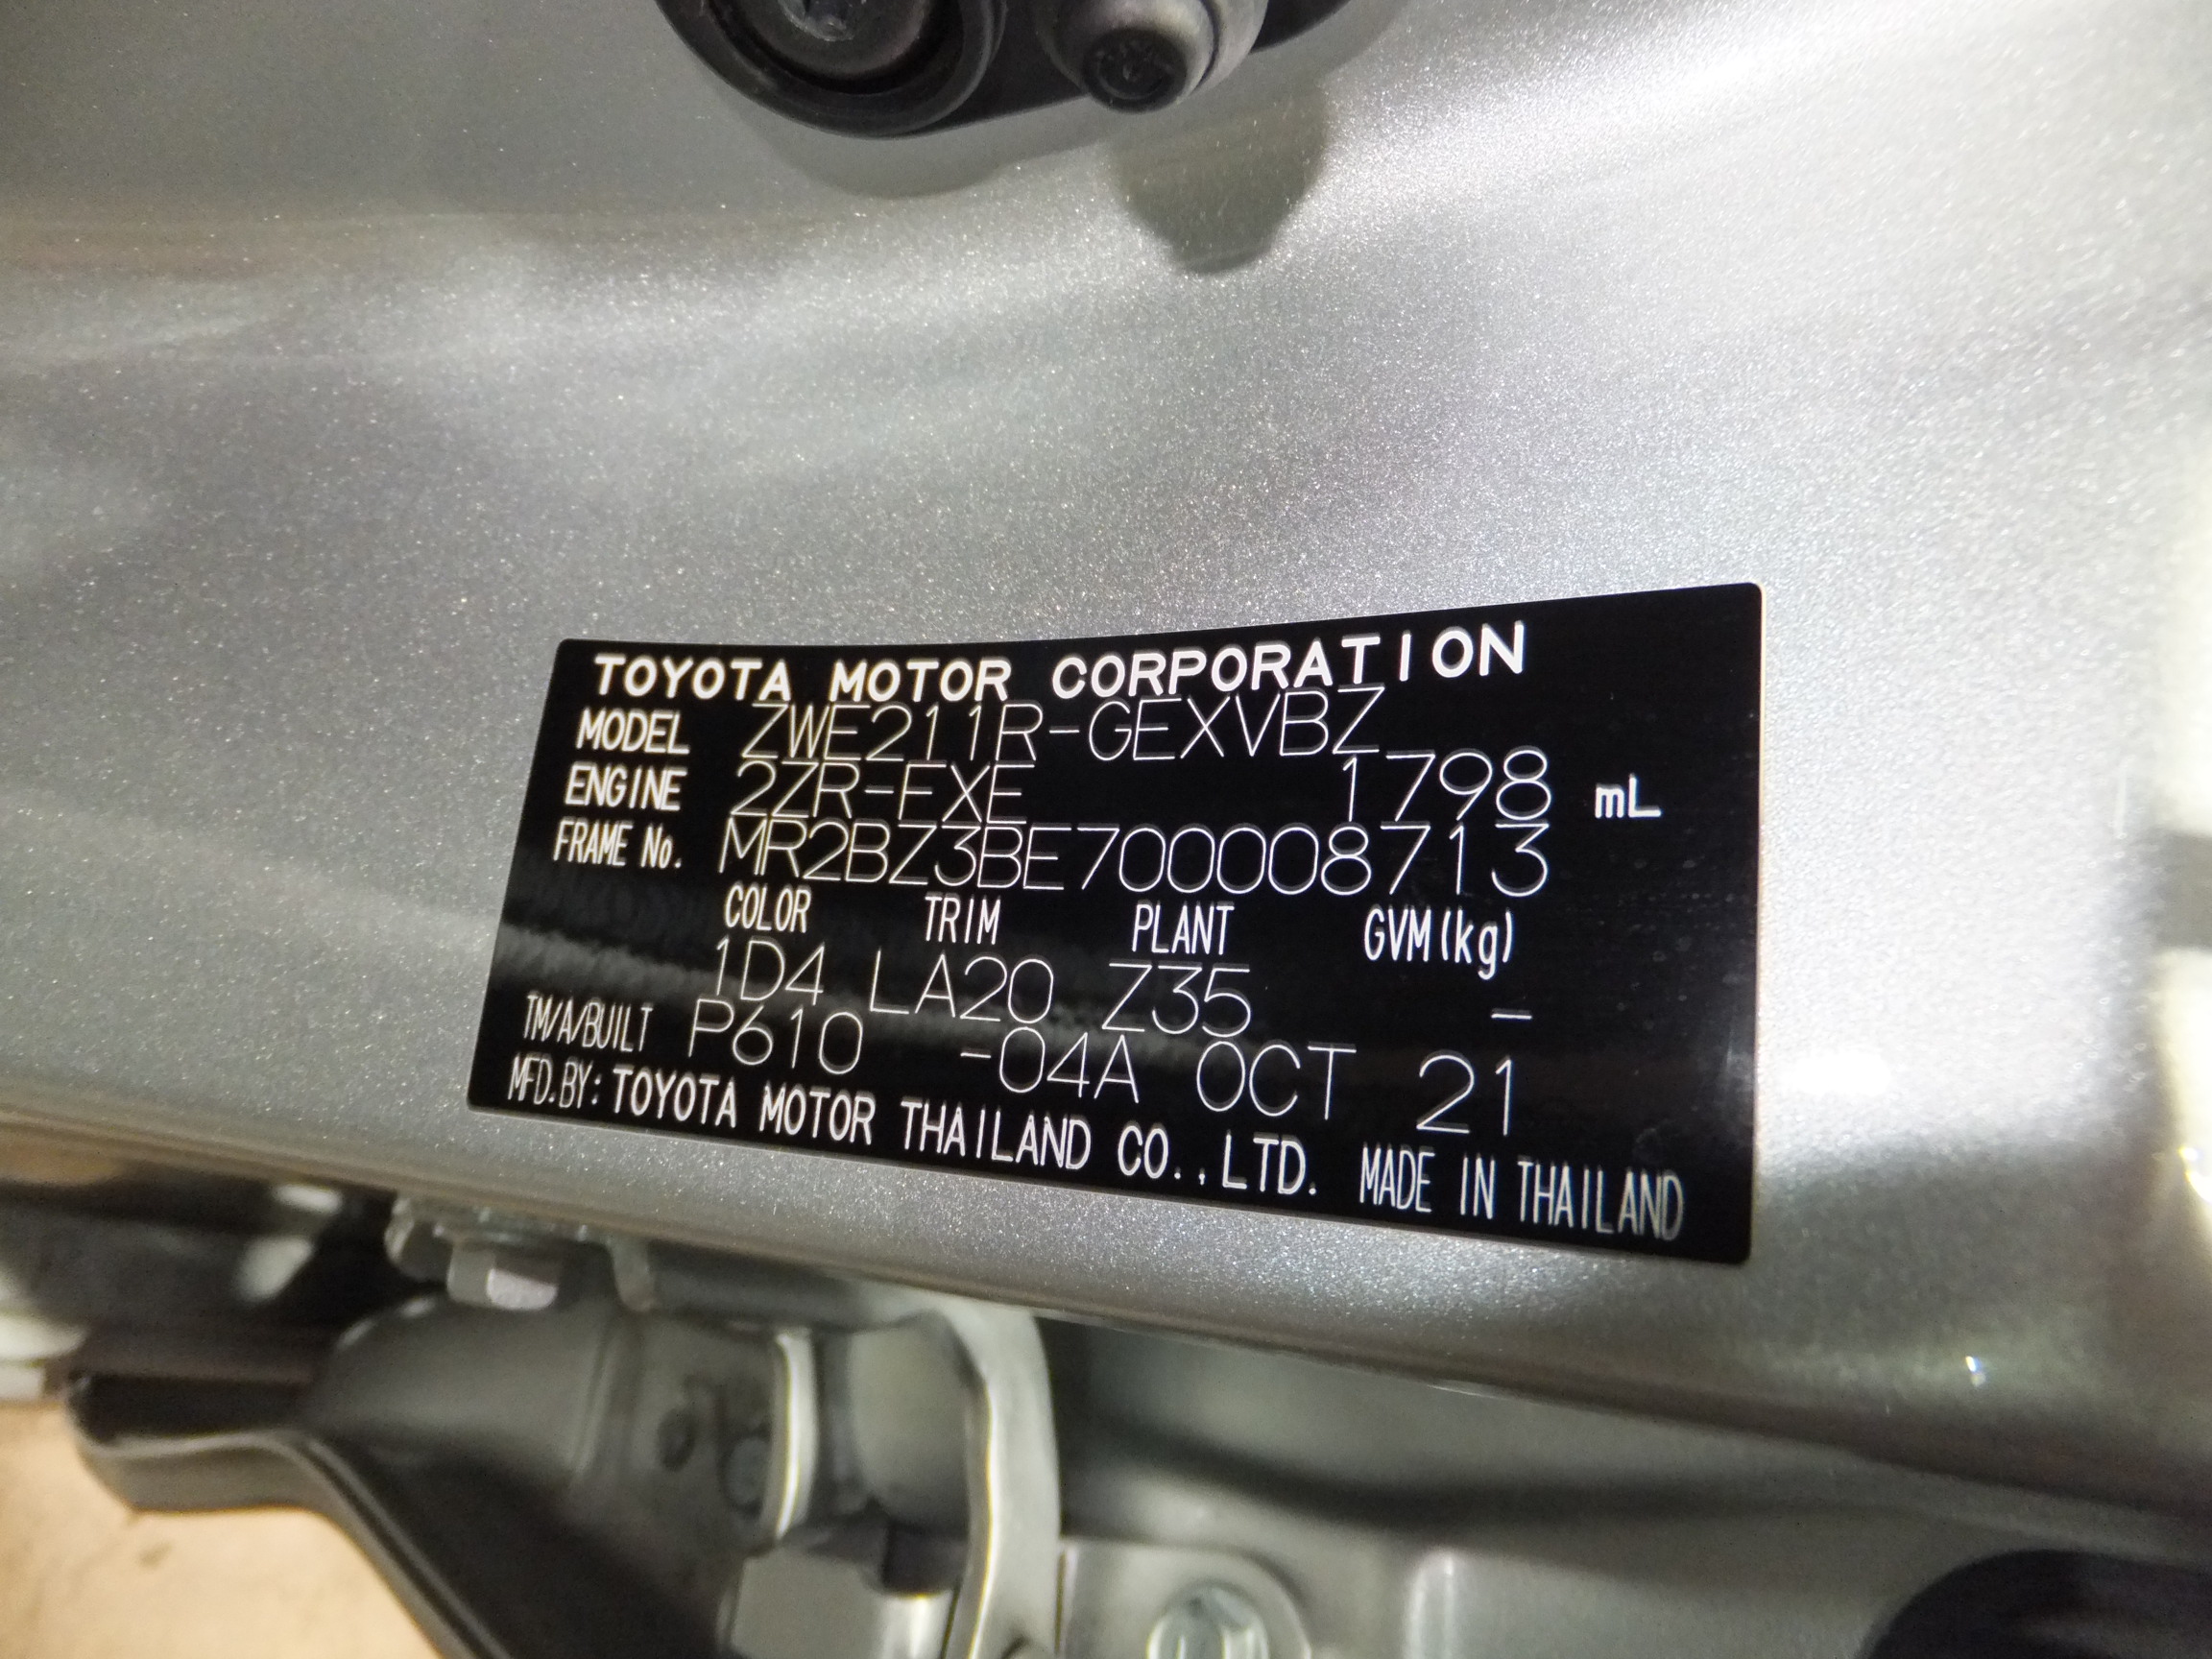 TOYOTA MOTOR CORPORATION
MODEL ZWE211R-GEXVBZ
ENGINE 2ZR-FXE 1798 mL
FRAME No. MR2BZ3BE700008713
COLOR TRIM PLANT GVM(kg)
1D4 LA20 Z35 -
TM/A/BUILT P610 -04A OCT 21
MFD.BY: TOYOTA MOTOR THAILAND CO.,LTD. MADE IN THAILAND